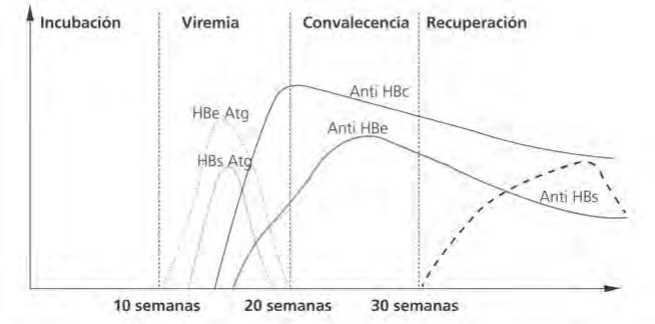 Incubación Viremia Convalecencia Recuperación
Anti HBc
HBe Atg
Anti HBe
HBs Atg
Anti HBs
10 semanas 20 semanas 30 semanas